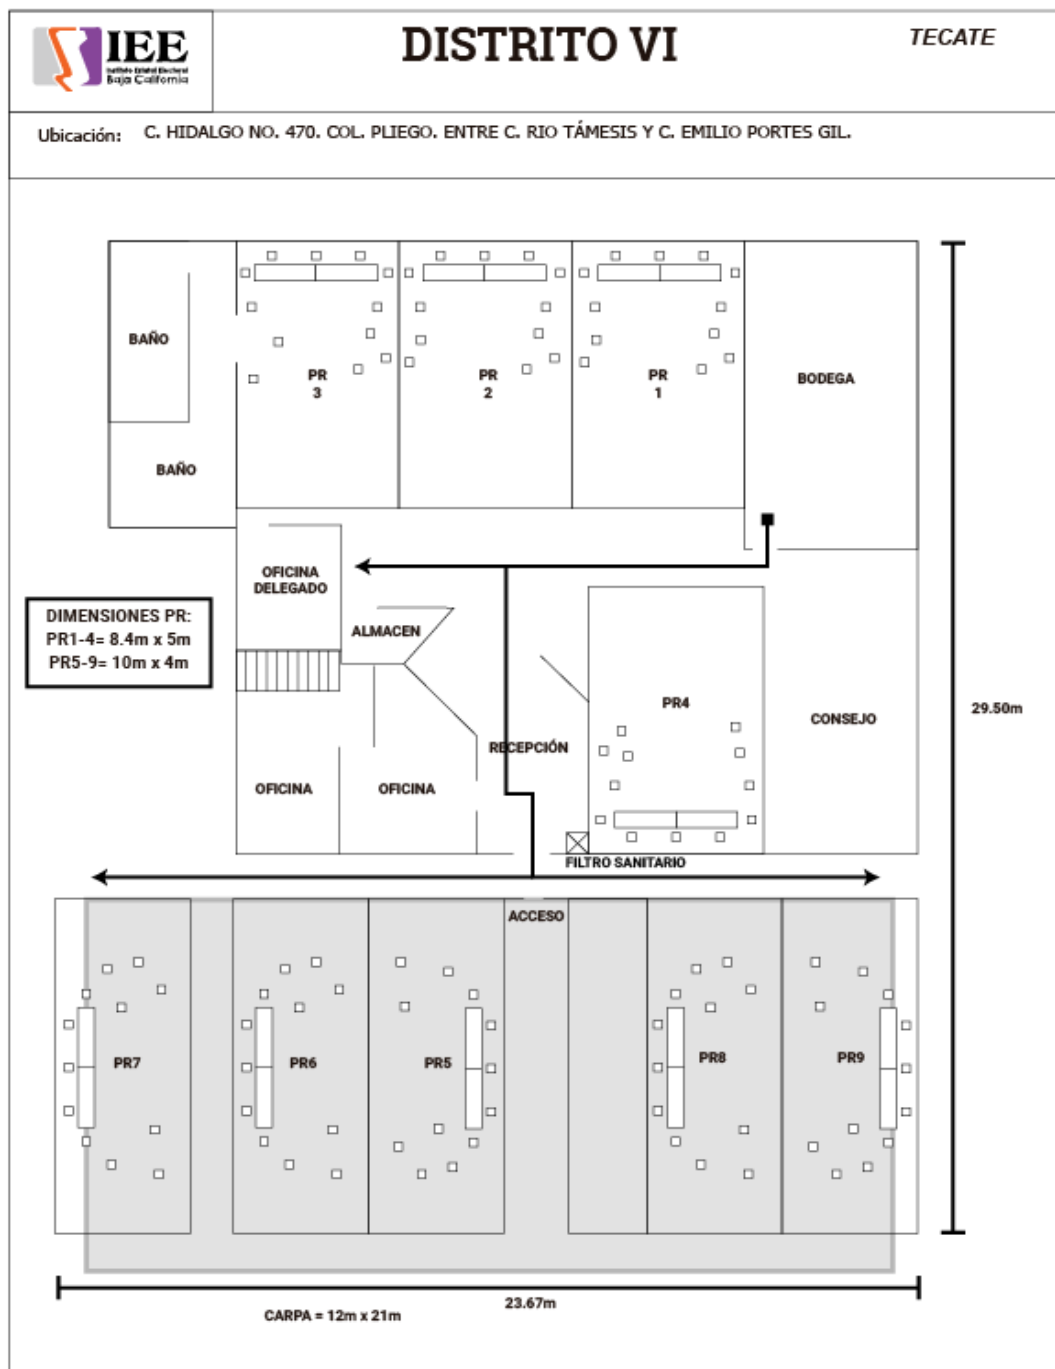 IEE
Instituto Estatal Electoral
Baja California
DISTRITO VI
TECATE
Ubicación: C. HIDALGO NO. 470. COL. PLIEGO. ENTRE C. RIO TÁMESIS Y C. EMILIO PORTES GIL.
BAÑO
PR
3
PR
2
PR
1
BODEGA
BAÑO
OFICINA
DELEGADO
ALMACEN
DIMENSIONES PR:
PR1-4= 8.4m x 5m
PR5-9= 10m x 4m
PR4
CONSEJO
29.50m
RECEPCIÓN
OFICINA
OFICINA
FILTRO SANITARIO
ACCESO
PR7
PR6
PR5
PR8
PR9
23.67m
CARPA = 12m x 21m